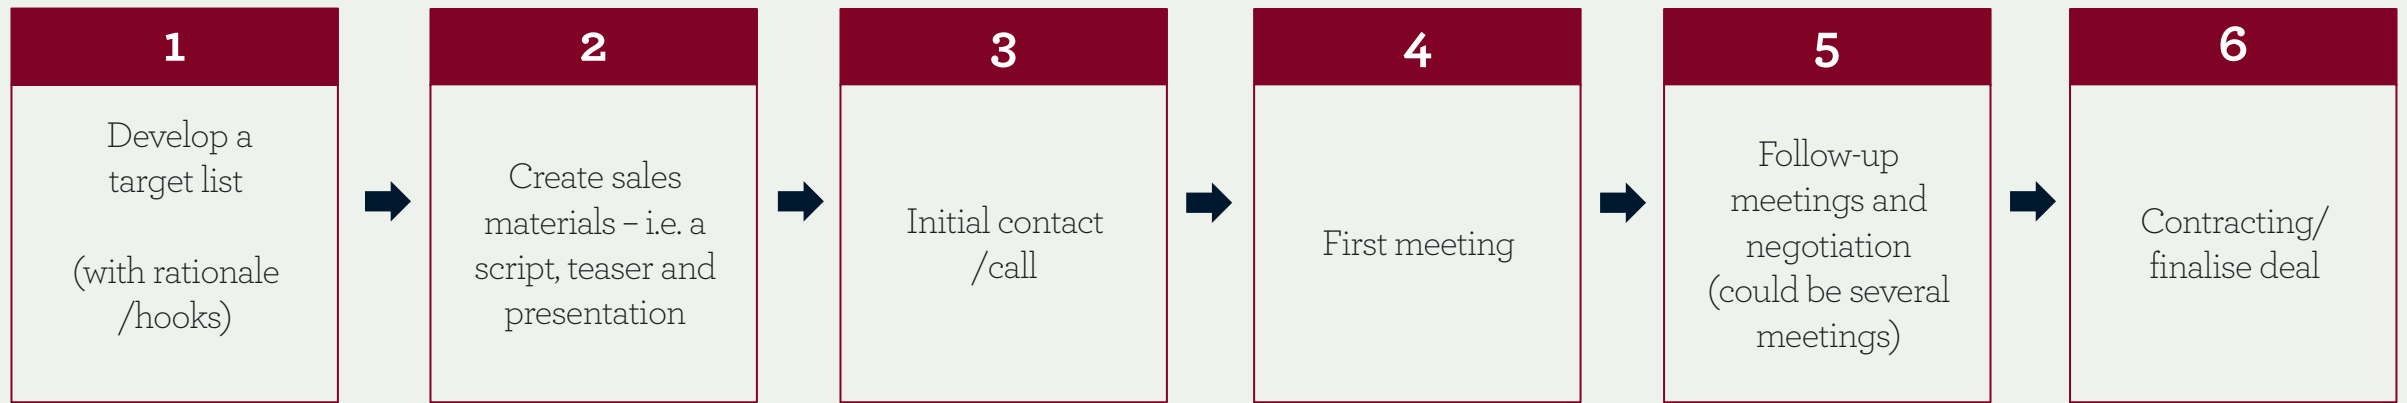 1
Develop a
target list
(with rationale
/hooks)
2
Create sales
materials – i.e. a
script, teaser and
presentation
3
Initial contact
/call
4
First meeting
5
Follow-up
meetings and
negotiation
(could be several
meetings)
6
Contracting/
finalise deal